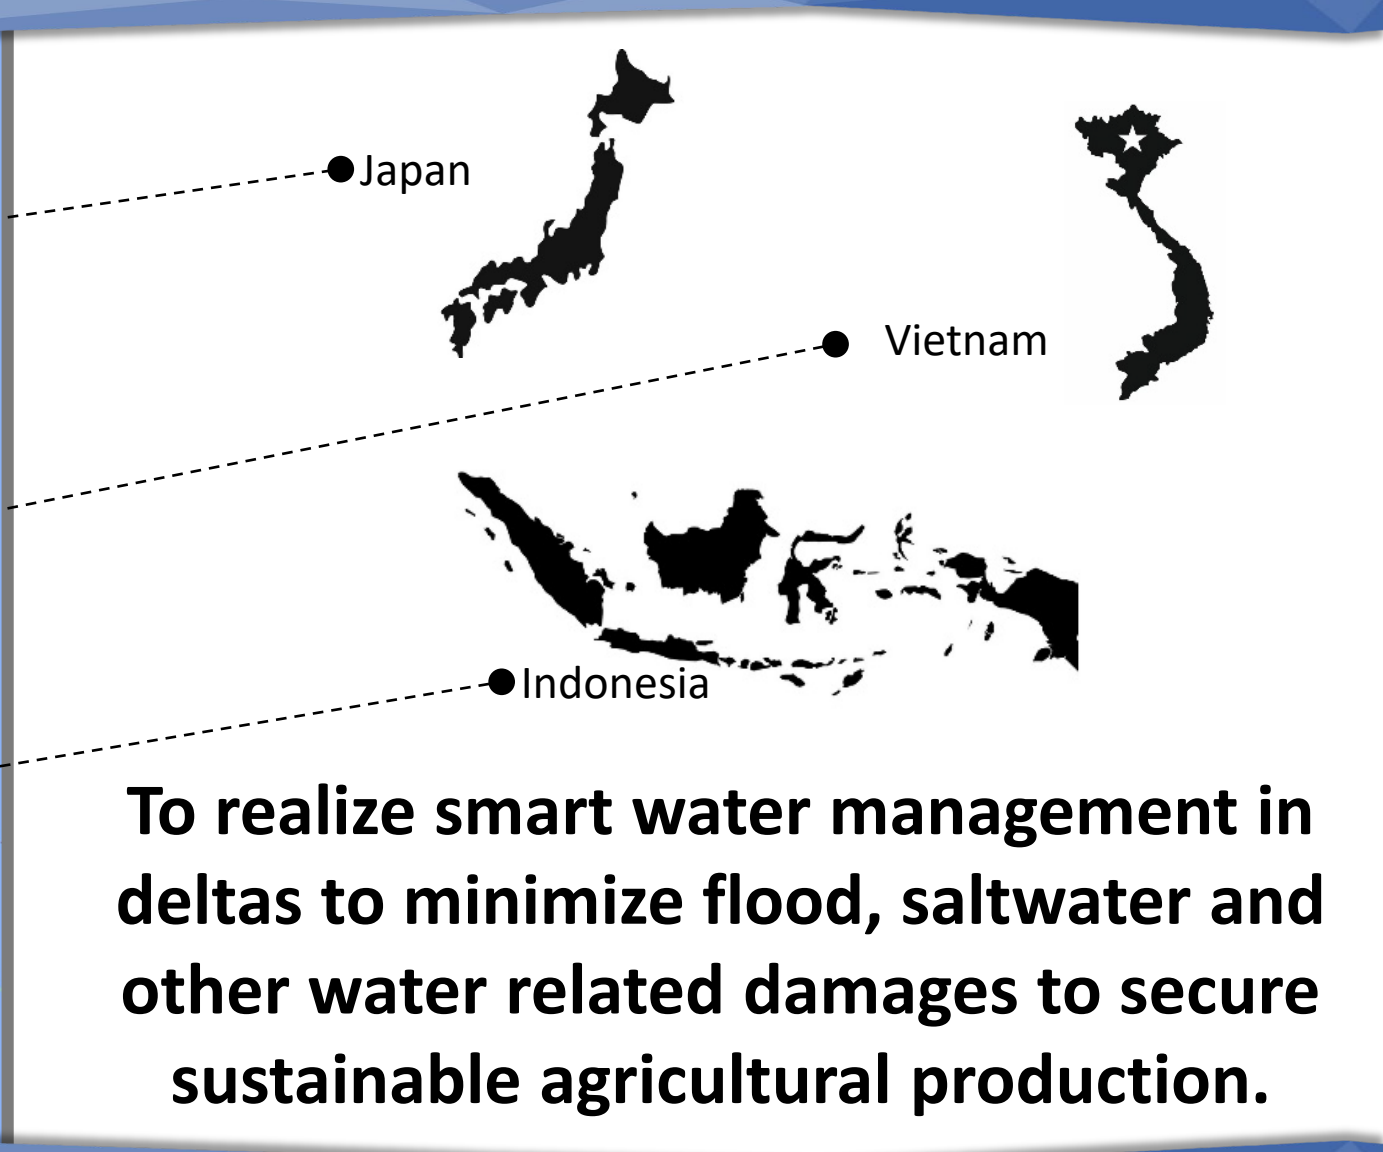 Japan
Vietnam
Indonesia
To realize smart water management in
deltas to minimize flood, saltwater and
other water related damages to secure
sustainable agricultural production.